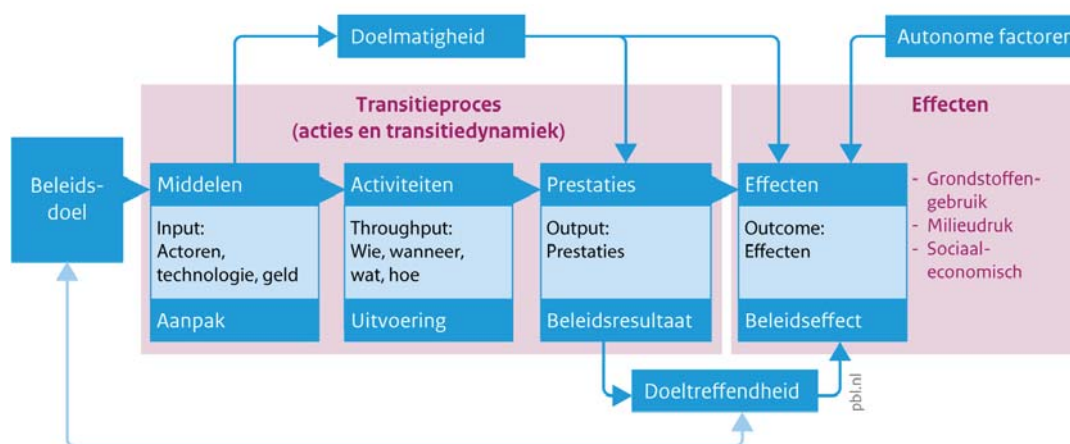 Doelmatigheid
Autonome factoren
Transitieproces
(acties en transitiedynamiek)
Effecten
Beleids-
doel
Middelen
Input:
Actoren,
technologie, geld
Aanpak
Activiteiten
Throughput:
Wie, wanneer,
wat, hoe
Uitvoering
Prestaties
Output:
Prestaties
Beleidsresultaat
Effecten
Outcome:
Effecten
Beleidseffect
- Grondstoffen-
gebruik
- Milieudruk
- Sociaal-
economisch
Doeltreffendheid
pbl.nl